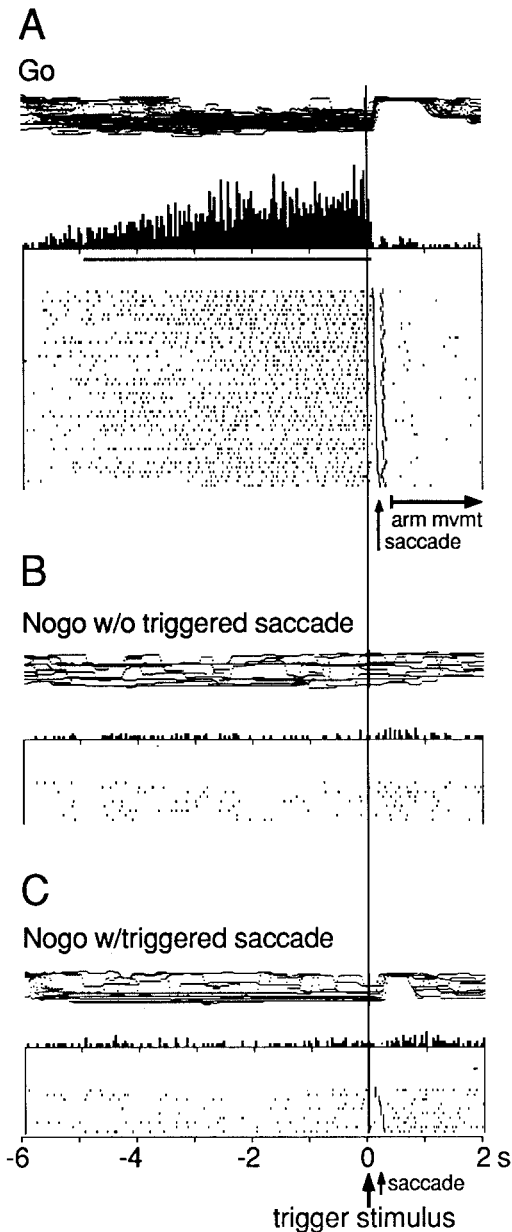 A
Go
arm mvmt
saccade
B
Nogo w/o triggered saccade
C
Nogo w/triggered saccade
-6 -4 -2 0 2 s
saccade
trigger stimulus